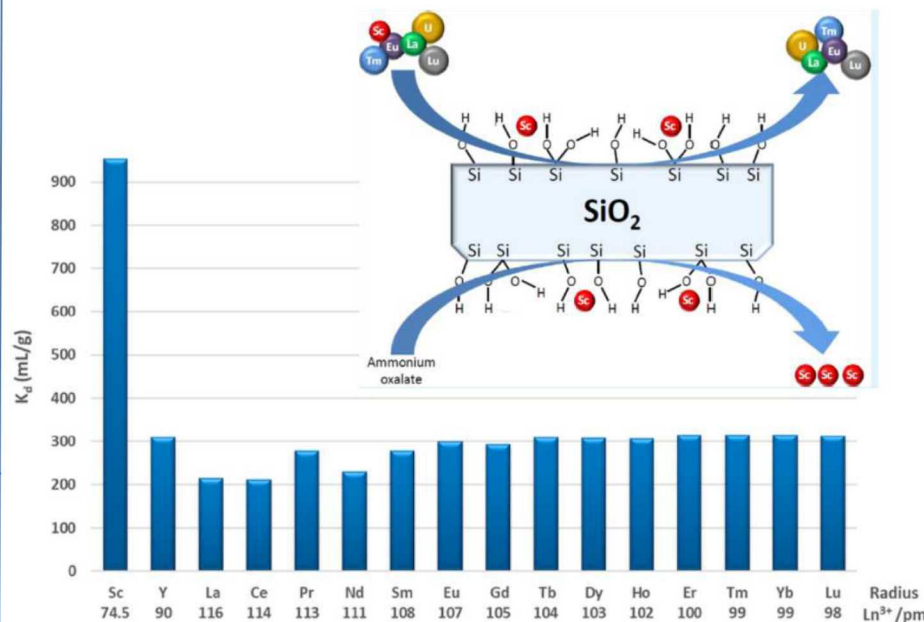 Sc Eu La U Tm Lu
Tm U La Eu Lu
H H Sc H H H Sc H H H H
O O O O O O O O O
Si Si Si Si Si Si Si
SiO₂
Si Si Si Si Si Si Si
O O O O O O O O O O
H H H H Sc H H H Sc H H
Ammonium
oxalate
Sc Sc Sc
K_d (mL/g)
900
800
700
600
500
400
300
200
100
0
Sc Y La Ce Pr Nd Sm Eu Gd Tb Dy Ho Er Tm Yb Lu Radius
74.5 90 116 114 113 111 108 107 105 104 103 102 100 99 99 98 Ln³⁺/pm